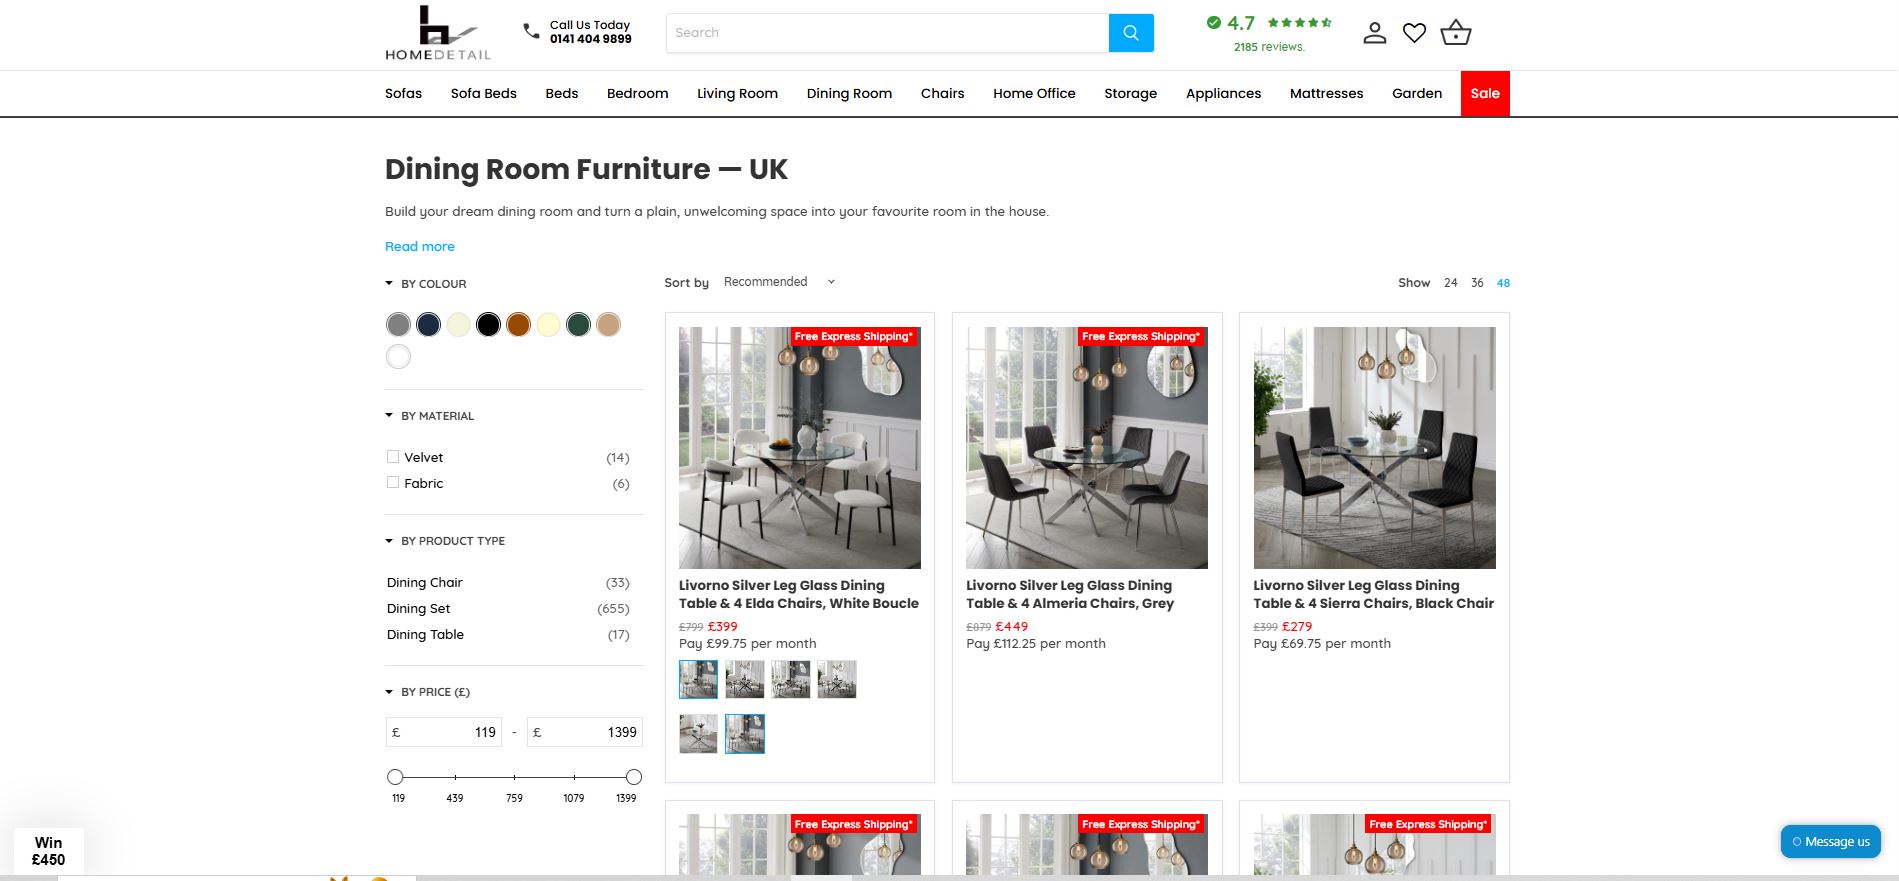 HOMEDETAIL
Call Us Today
0141 404 9899
Search
4.7
2185 reviews.
Sofas Sofa Beds Beds Bedroom Living Room Dining Room Chairs Home Office Storage Appliances Mattresses Garden Sale
Dining Room Furniture — UK
Build your dream dining room and turn a plain, unwelcoming space into your favourite room in the house.
Read more
BY COLOUR
BY MATERIAL
Velvet (14)
Fabric (6)
BY PRODUCT TYPE
Dining Chair (33)
Dining Set (655)
Dining Table (17)
BY PRICE (£)
£ 119 - £ 1399
119 439 759 1079 1399
Sort by Recommended
Show 24 36 48
Free Express Shipping*
Livorno Silver Leg Glass Dining
Table & 4 Elda Chairs, White Boucle
£799 £399
Pay £99.75 per month
Free Express Shipping*
Livorno Silver Leg Glass Dining
Table & 4 Almeria Chairs, Grey
£879 £449
Pay £112.25 per month
Livorno Silver Leg Glass Dining
Table & 4 Sierra Chairs, Black Chair
£399 £279
Pay £69.75 per month
Free Express Shipping*
Free Express Shipping*
Free Express Shipping*
Win
£450
Message us